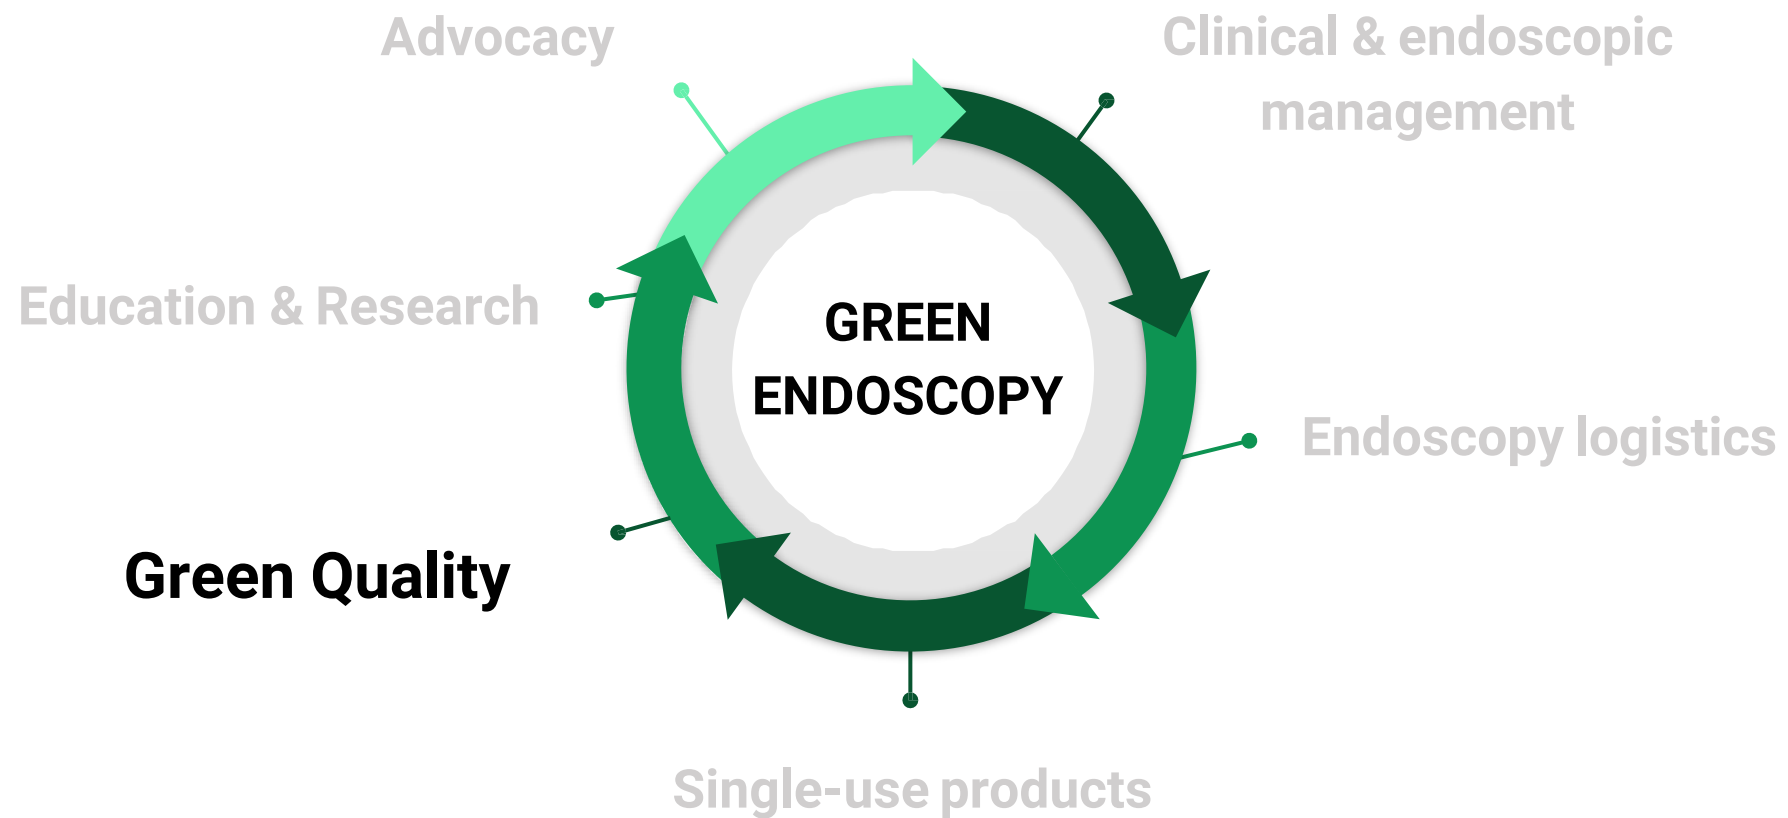 Advocacy
Clinical & endoscopic
management
Education & Research
GREEN
ENDOSCOPY
Endoscopy logistics
Green Quality
Single-use products